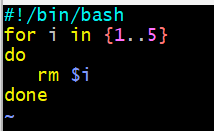 #!/bin/bash
for i in {1..5}
do
   rm $i
done
~